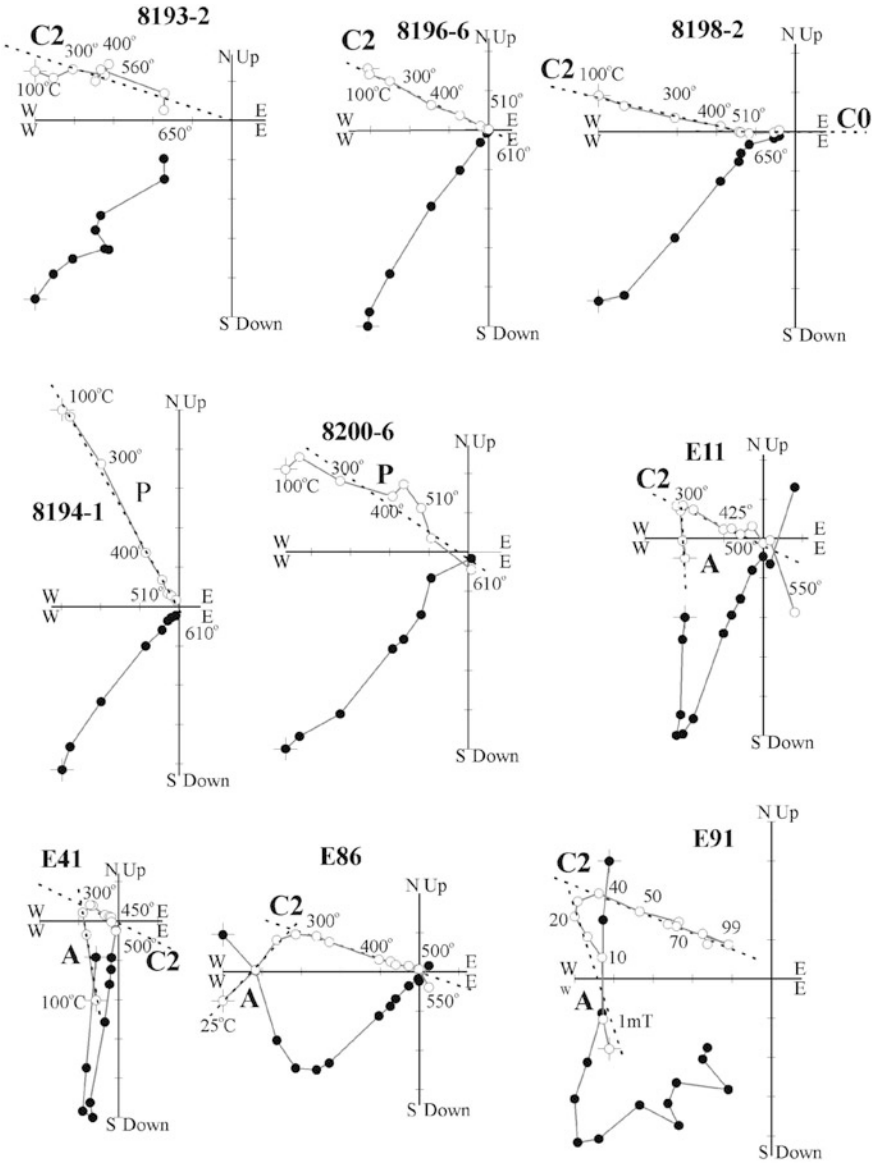 8193-2
N Up
C2
300° 400°
560°
100°C
W E
W E
650°
S Down
8196-6
N Up
C2
100°C
300°
400°
510°
W E
W E
610°
S Down
8198-2
N Up
C2
100°C
300°
400°
510°
W E
W E
C0
650°
S Down
8194-1
N Up
100°C
300°
P
400°
510°
W E
W E
610°
S Down
8200-6
N Up
100°C
300°
P
400°
510°
W E
W E
610°
S Down
E11
N Up
C2
300°
425°
W E
W E
A
500°
550°
S Down
E41
N Up
300°
450°
W E
W E
500°
A
C2
100°C
S Down
E86
N Up
C2
300°
400°
500°
W E
W E
A
550°
25°C
S Down
E91
N Up
C2
40
50
20
70
99
10
W E
W E
A
1mT
S Down